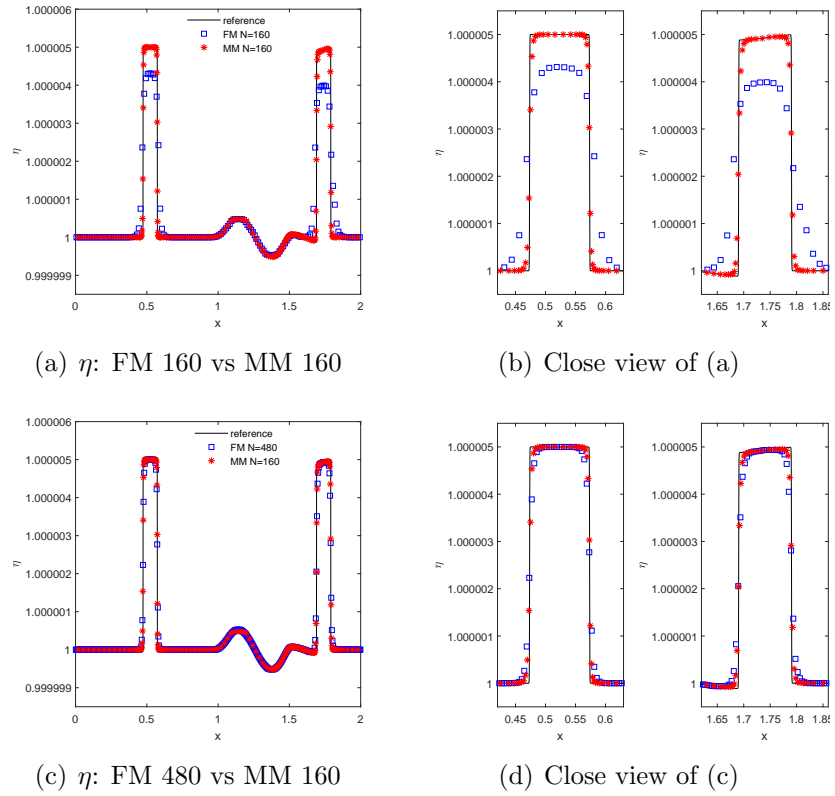 1.000006
1.000005
1.000004
1.000003
1.000002
1.000001
1
0.999999
η
reference
FM N=160
MM N=160
0 0.5 1 1.5 2
x
1.000005
1.000004
1.000003
1.000002
1.000001
1
η
0.45 0.5 0.55 0.6
x
1.000005
1.000004
1.000003
1.000002
1.000001
1
η
1.65 1.7 1.75 1.8 1.85
x
(a) η: FM 160 vs MM 160
(b) Close view of (a)
1.000006
1.000005
1.000004
1.000003
1.000002
1.000001
1
0.999999
η
reference
FM N=480
MM N=160
0 0.5 1 1.5 2
x
1.000005
1.000004
1.000003
1.000002
1.000001
1
η
0.45 0.5 0.55 0.6
x
1.000005
1.000004
1.000003
1.000002
1.000001
1
η
1.65 1.7 1.75 1.8 1.85
x
(c) η: FM 480 vs MM 160
(d) Close view of (c)